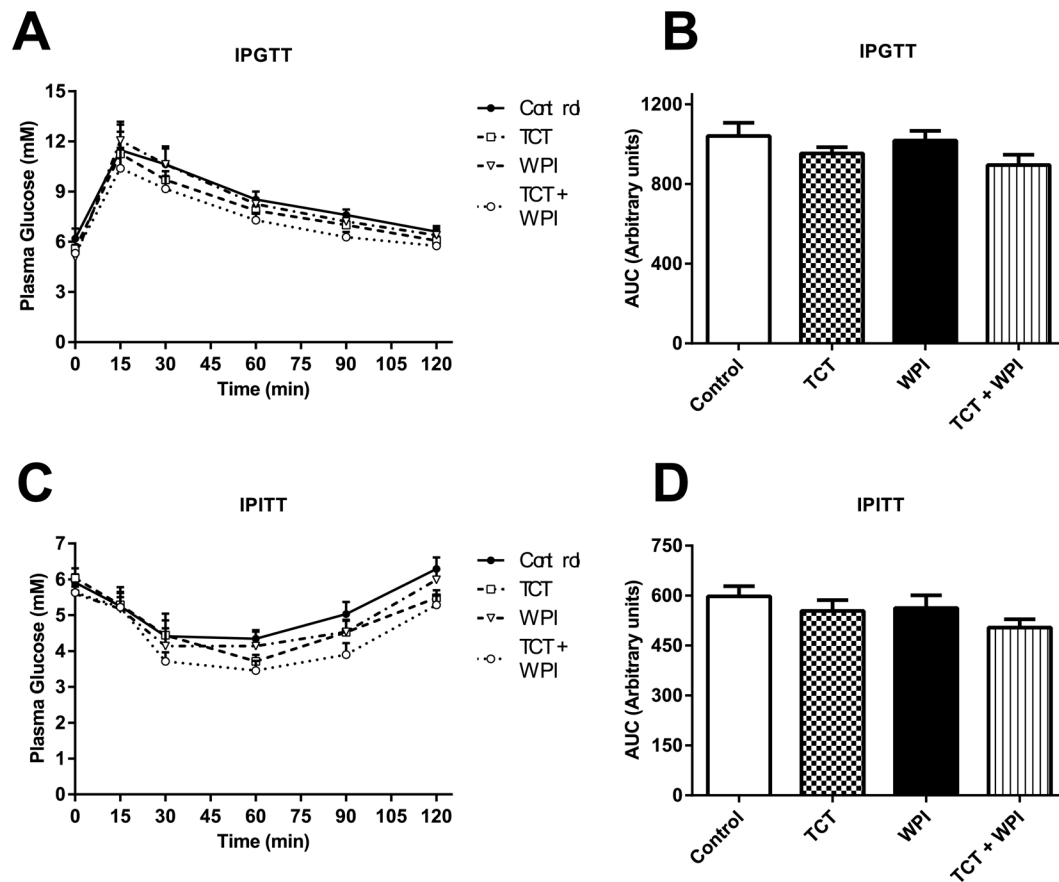 A
IPGTT
Plasma Glucose (mM)
15
12
9
6
3
0
0 15 30 45 60 75 90 105 120
Time (min)
Cont rol
TCT
WPI
TCT +
WPI
B
IPGTT
AUC (Arbitrary units)
1200
800
400
0
Control
TCT
WPI
TCT + WPI
C
IPITT
Plasma Glucose (mM)
7
6
5
4
3
2
1
0
0 15 30 45 60 75 90 105 120
Time (min)
Cont rol
TCT
WPI
TCT +
WPI
D
IPITT
AUC (Arbitrary units)
750
600
450
300
150
0
Control
TCT
WPI
TCT + WPI